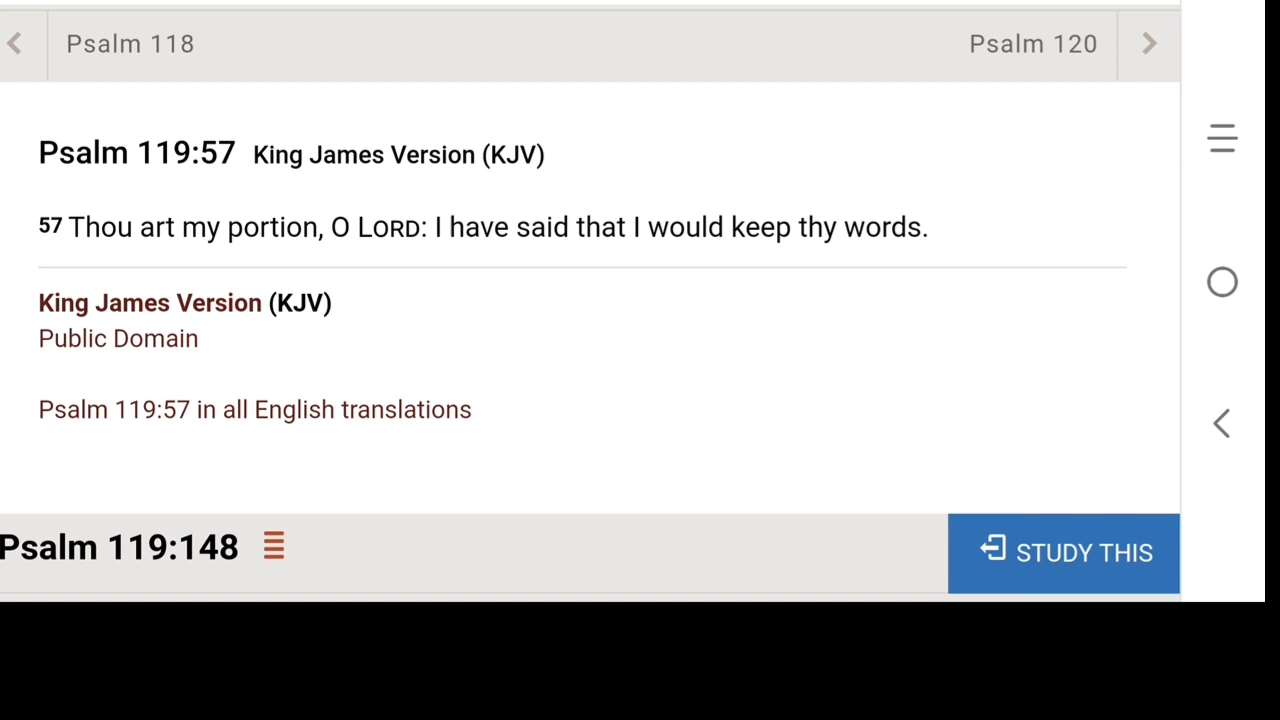 Psalm 118
Psalm 120
Psalm 119:57 King James Version (KJV)
57 Thou art my portion, O LORD: I have said that I would keep thy words.
King James Version (KJV)
Public Domain
Psalm 119:57 in all English translations
Psalm 119:148
STUDY THIS